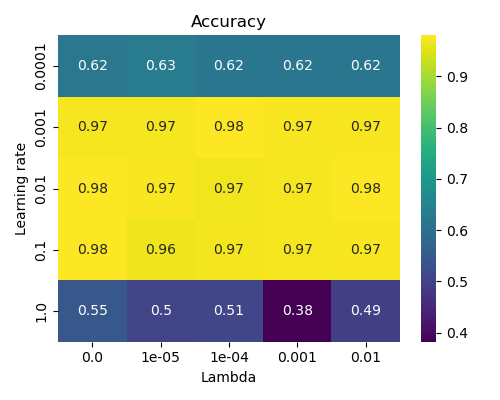 Accuracy
0.0001 0.62 0.63 0.62 0.62 0.62
0.001 0.97 0.97 0.98 0.97 0.97
0.01 0.98 0.97 0.97 0.97 0.98
0.1 0.98 0.96 0.97 0.97 0.97
1.0 0.55 0.5 0.51 0.38 0.49
0.0 1e-05 1e-04 0.001 0.01
Lambda
Learning rate
0.9
0.8
0.7
0.6
0.5
0.4